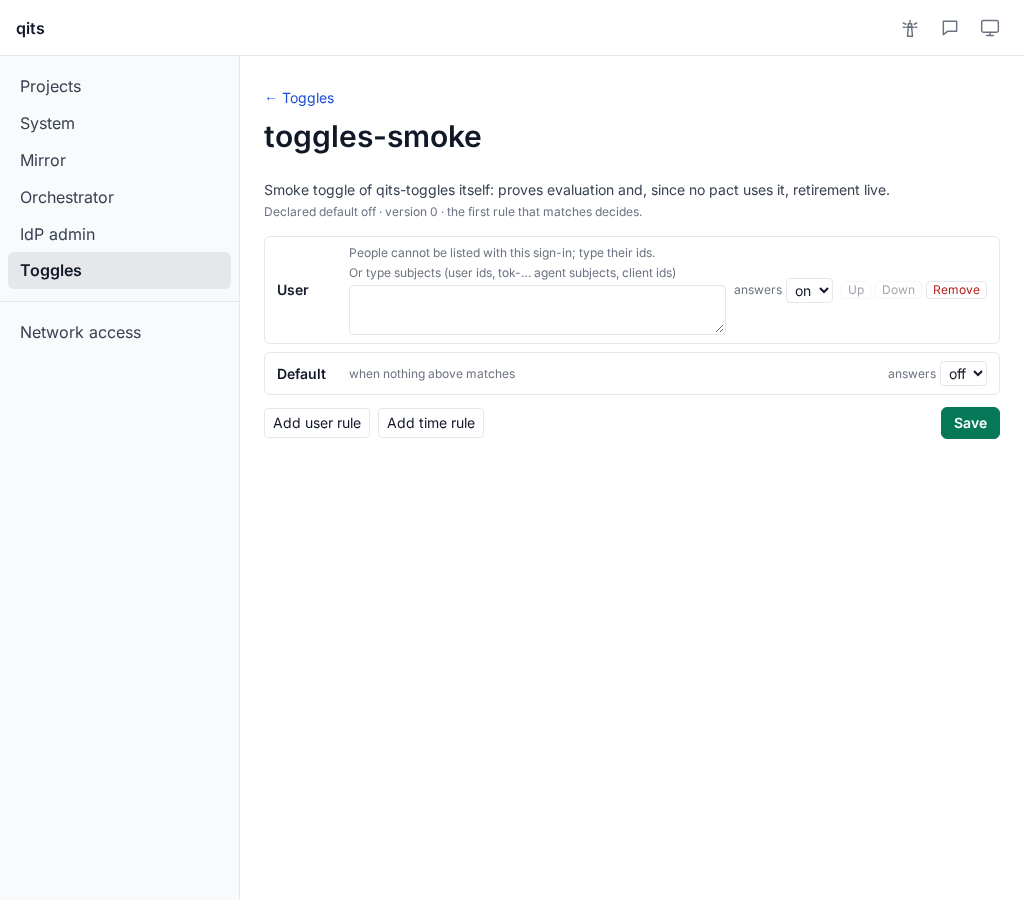 qits
Projects
System
Mirror
Orchestrator
IdP admin
Toggles
Network access
← Toggles
toggles-smoke
Smoke toggle of qits-toggles itself: proves evaluation and, since no pact uses it, retirement live.
Declared default off · version 0 · the first rule that matches decides.
User
People cannot be listed with this sign-in; type their ids.
Or type subjects (user ids, tok-… agent subjects, client ids)
answers on Up Down Remove
Default when nothing above matches answers off
Add user rule Add time rule Save